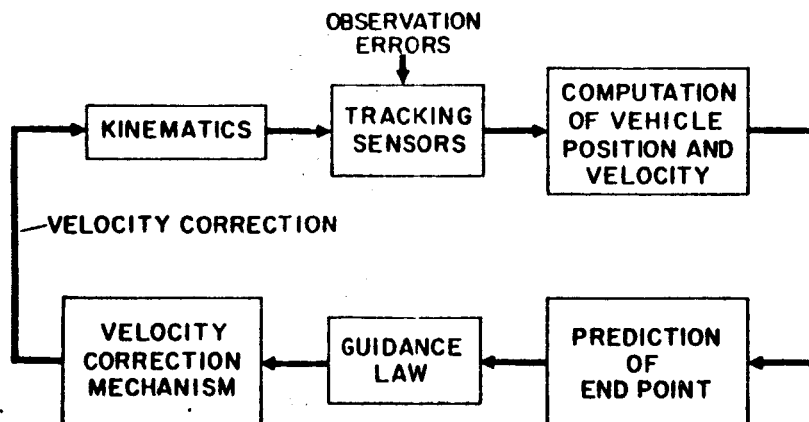 OBSERVATION
ERRORS
KINEMATICS
TRACKING
SENSORS
COMPUTATION
OF VEHICLE
POSITION AND
VELOCITY
VELOCITY CORRECTION
VELOCITY
CORRECTION
MECHANISM
GUIDANCE
LAW
PREDICTION
OF
END POINT